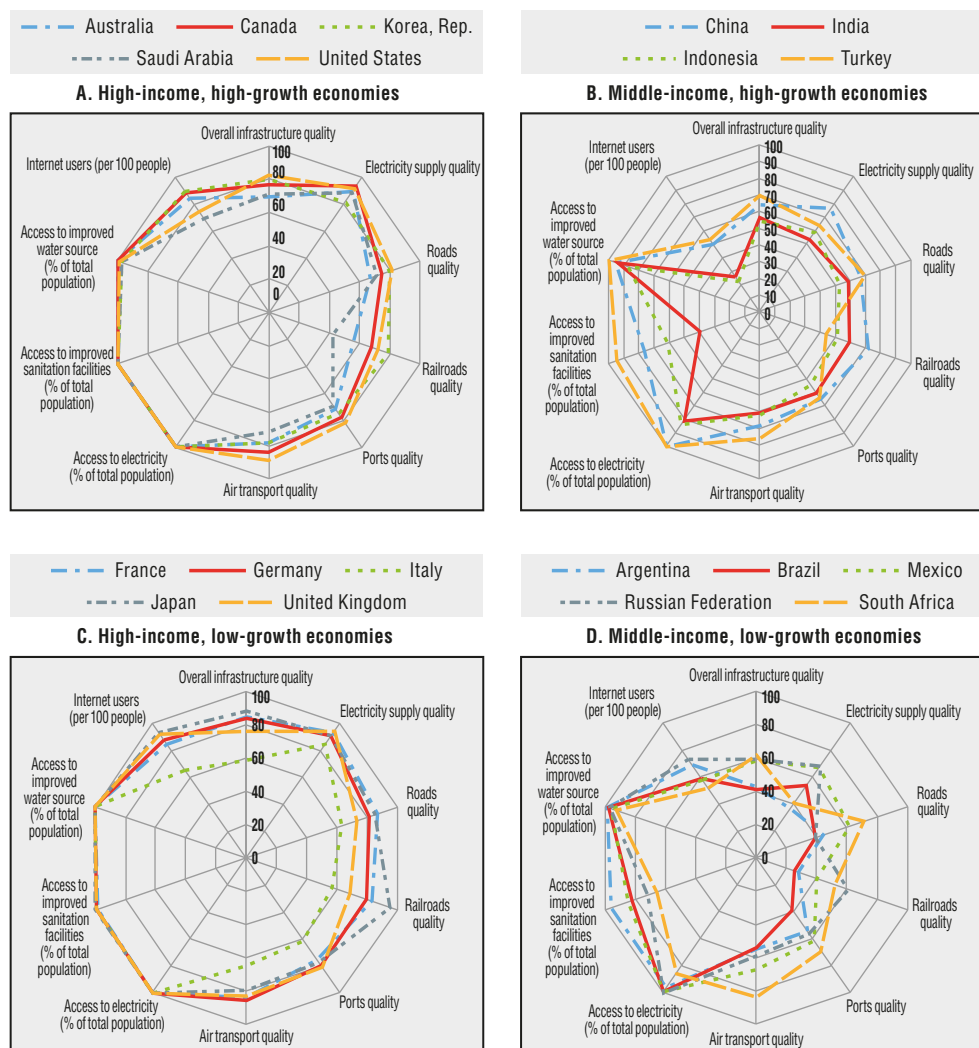 Australia Canada Korea, Rep.
Saudi Arabia United States
A. High-income, high-growth economies
Overall infrastructure quality
Internet users (per 100 people)
Electricity supply quality
Access to improved
water source
(% of total
population)
Roads
quality
Access to improved
sanitation facilities
(% of total
population)
Railroads
quality
Access to electricity
(% of total population)
Ports quality
Air transport quality
100
80
60
40
20
0
China India
Indonesia Turkey
B. Middle-income, high-growth economies
Overall infrastructure quality
Internet users
(per 100 people)
Electricity supply quality
Access to
improved
water source
(% of total
population)
Roads
quality
Access to
improved
sanitation
facilities
(% of total
population)
Railroads
quality
Access to electricity
(% of total population)
Ports quality
Air transport quality
100
90
80
70
60
50
40
30
20
10
0
France Germany Italy
Japan United Kingdom
C. High-income, low-growth economies
Overall infrastructure quality
Internet users
(per 100 people)
Electricity supply quality
Access to
improved
water source
(% of total
population)
Roads
quality
Access to
improved
sanitation
facilities
(% of total
population)
Railroads
quality
Access to electricity
(% of total population)
Ports quality
Air transport quality
100
80
60
40
20
0
Argentina Brazil Mexico
Russian Federation South Africa
D. Middle-income, low-growth economies
Overall infrastructure quality
Internet users
(per 100 people)
Electricity supply quality
Access to
improved
water source
(% of total
population)
Roads
quality
Access to
improved
sanitation
facilities
(% of total
population)
Railroads
quality
Access to electricity
(% of total population)
Ports quality
Air transport quality
100
80
60
40
20
0